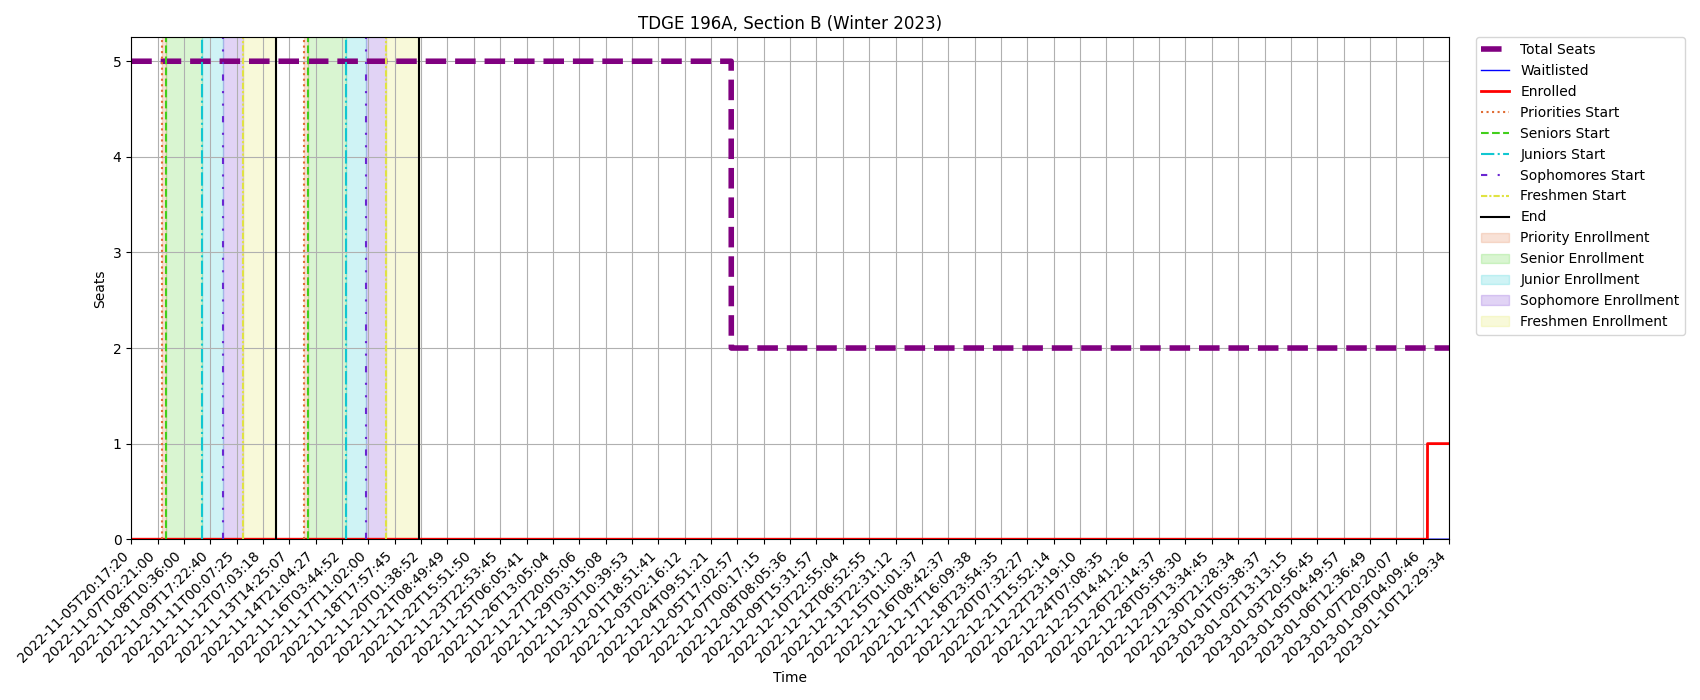 TDGE 196A, Section B (Winter 2023)
Seats
5
4
3
2
1
0
2022-11-05T20:17:20
2022-11-07T02:21:00
2022-11-08T10:36:00
2022-11-09T17:22:40
2022-11-11T00:07:25
2022-11-12T07:03:18
2022-11-13T14:25:07
2022-11-14T21:04:27
2022-11-16T03:44:52
2022-11-17T11:02:00
2022-11-18T17:57:45
2022-11-20T01:38:52
2022-11-21T08:49:49
2022-11-22T15:51:50
2022-11-23T22:53:45
2022-11-25T06:05:41
2022-11-26T13:05:04
2022-11-27T20:05:06
2022-11-29T03:15:08
2022-11-30T10:39:53
2022-12-01T18:51:41
2022-12-03T02:16:12
2022-12-04T09:51:21
2022-12-05T17:02:57
2022-12-07T00:17:15
2022-12-08T08:05:36
2022-12-09T15:31:57
2022-12-10T22:55:04
2022-12-12T06:52:55
2022-12-13T22:31:12
2022-12-15T01:01:37
2022-12-16T08:42:37
2022-12-17T16:09:38
2022-12-18T23:54:35
2022-12-20T07:32:27
2022-12-21T15:52:14
2022-12-22T23:19:10
2022-12-24T07:08:35
2022-12-25T14:41:26
2022-12-26T22:14:37
2022-12-28T05:58:30
2022-12-29T13:34:45
2022-12-30T21:28:34
2023-01-01T05:38:37
2023-01-02T13:13:15
2023-01-03T20:56:45
2023-01-05T04:49:57
2023-01-06T12:36:49
2023-01-07T20:20:07
2023-01-09T04:09:46
2023-01-10T12:29:34
Time
Total Seats
Waitlisted
Enrolled
Priorities Start
Seniors Start
Juniors Start
Sophomores Start
Freshmen Start
End
Priority Enrollment
Senior Enrollment
Junior Enrollment
Sophomore Enrollment
Freshmen Enrollment